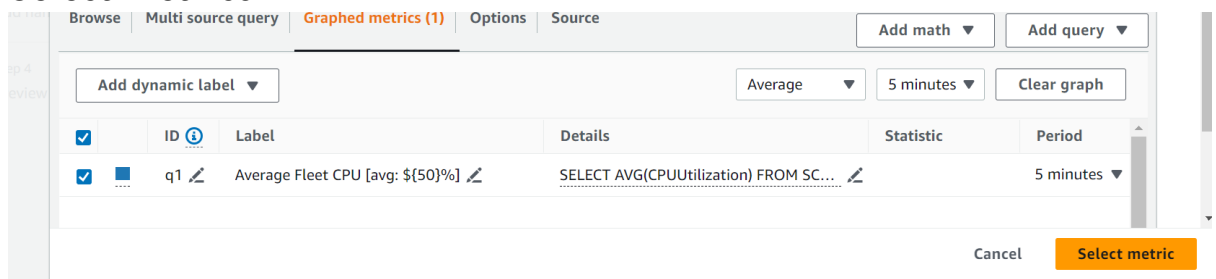 Browse Multi source query Graphed metrics (1) Options Source
Add math Add query
Add dynamic label Average 5 minutes Clear graph
ID Label Details Statistic Period
q1 Average Fleet CPU [avg: ${50}%] SELECT AVG(CPUUtilization) FROM SC... 5 minutes
Cancel Select metric